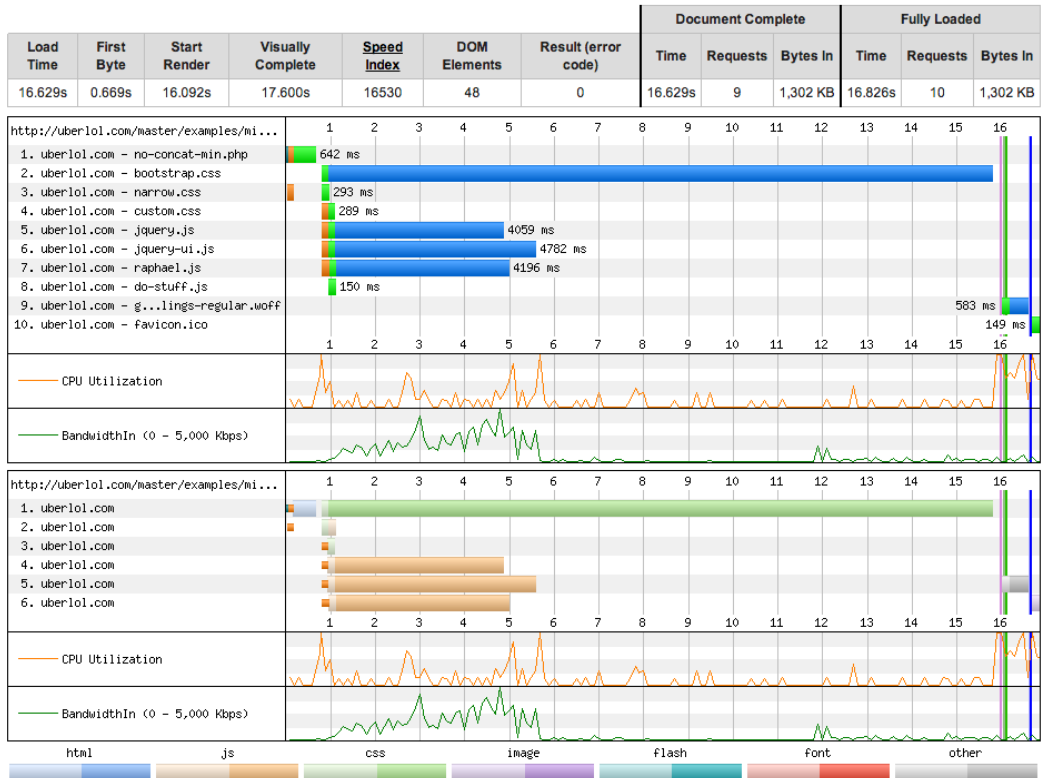 Document Complete Fully Loaded
Load Time First Byte Start Render Visually Complete Speed Index DOM Elements Result (error code) Time Requests Bytes In Time Requests Bytes In
16.629s 0.669s 16.092s 17.600s 16530 48 0 16.629s 9 1,302 KB 16.826s 10 1,302 KB
http://uberlol.com/master/examples/mi... 1 2 3 4 5 6 7 8 9 10 11 12 13 14 15 16
1. uberlol.com - no-concat-min.php 642 ms
2. uberlol.com - bootstrap.css
3. uberlol.com - narrow.css 293 ms
4. uberlol.com - custom.css 289 ms
5. uberlol.com - jquery.js 4059 ms
6. uberlol.com - jquery-ui.js 4782 ms
7. uberlol.com - raphael.js 4196 ms
8. uberlol.com - do-stuff.js 150 ms
9. uberlol.com - g...lings-regular.woff 583 ms
10. uberlol.com - favicon.ico 149 ms
1 2 3 4 5 6 7 8 9 10 11 12 13 14 15 16
CPU Utilization
BandwidthIn (0 - 5,000 Kbps)
http://uberlol.com/master/examples/mi... 1 2 3 4 5 6 7 8 9 10 11 12 13 14 15 16
1. uberlol.com
2. uberlol.com
3. uberlol.com
4. uberlol.com
5. uberlol.com
6. uberlol.com
1 2 3 4 5 6 7 8 9 10 11 12 13 14 15 16
CPU Utilization
BandwidthIn (0 - 5,000 Kbps)
html js css image flash font other